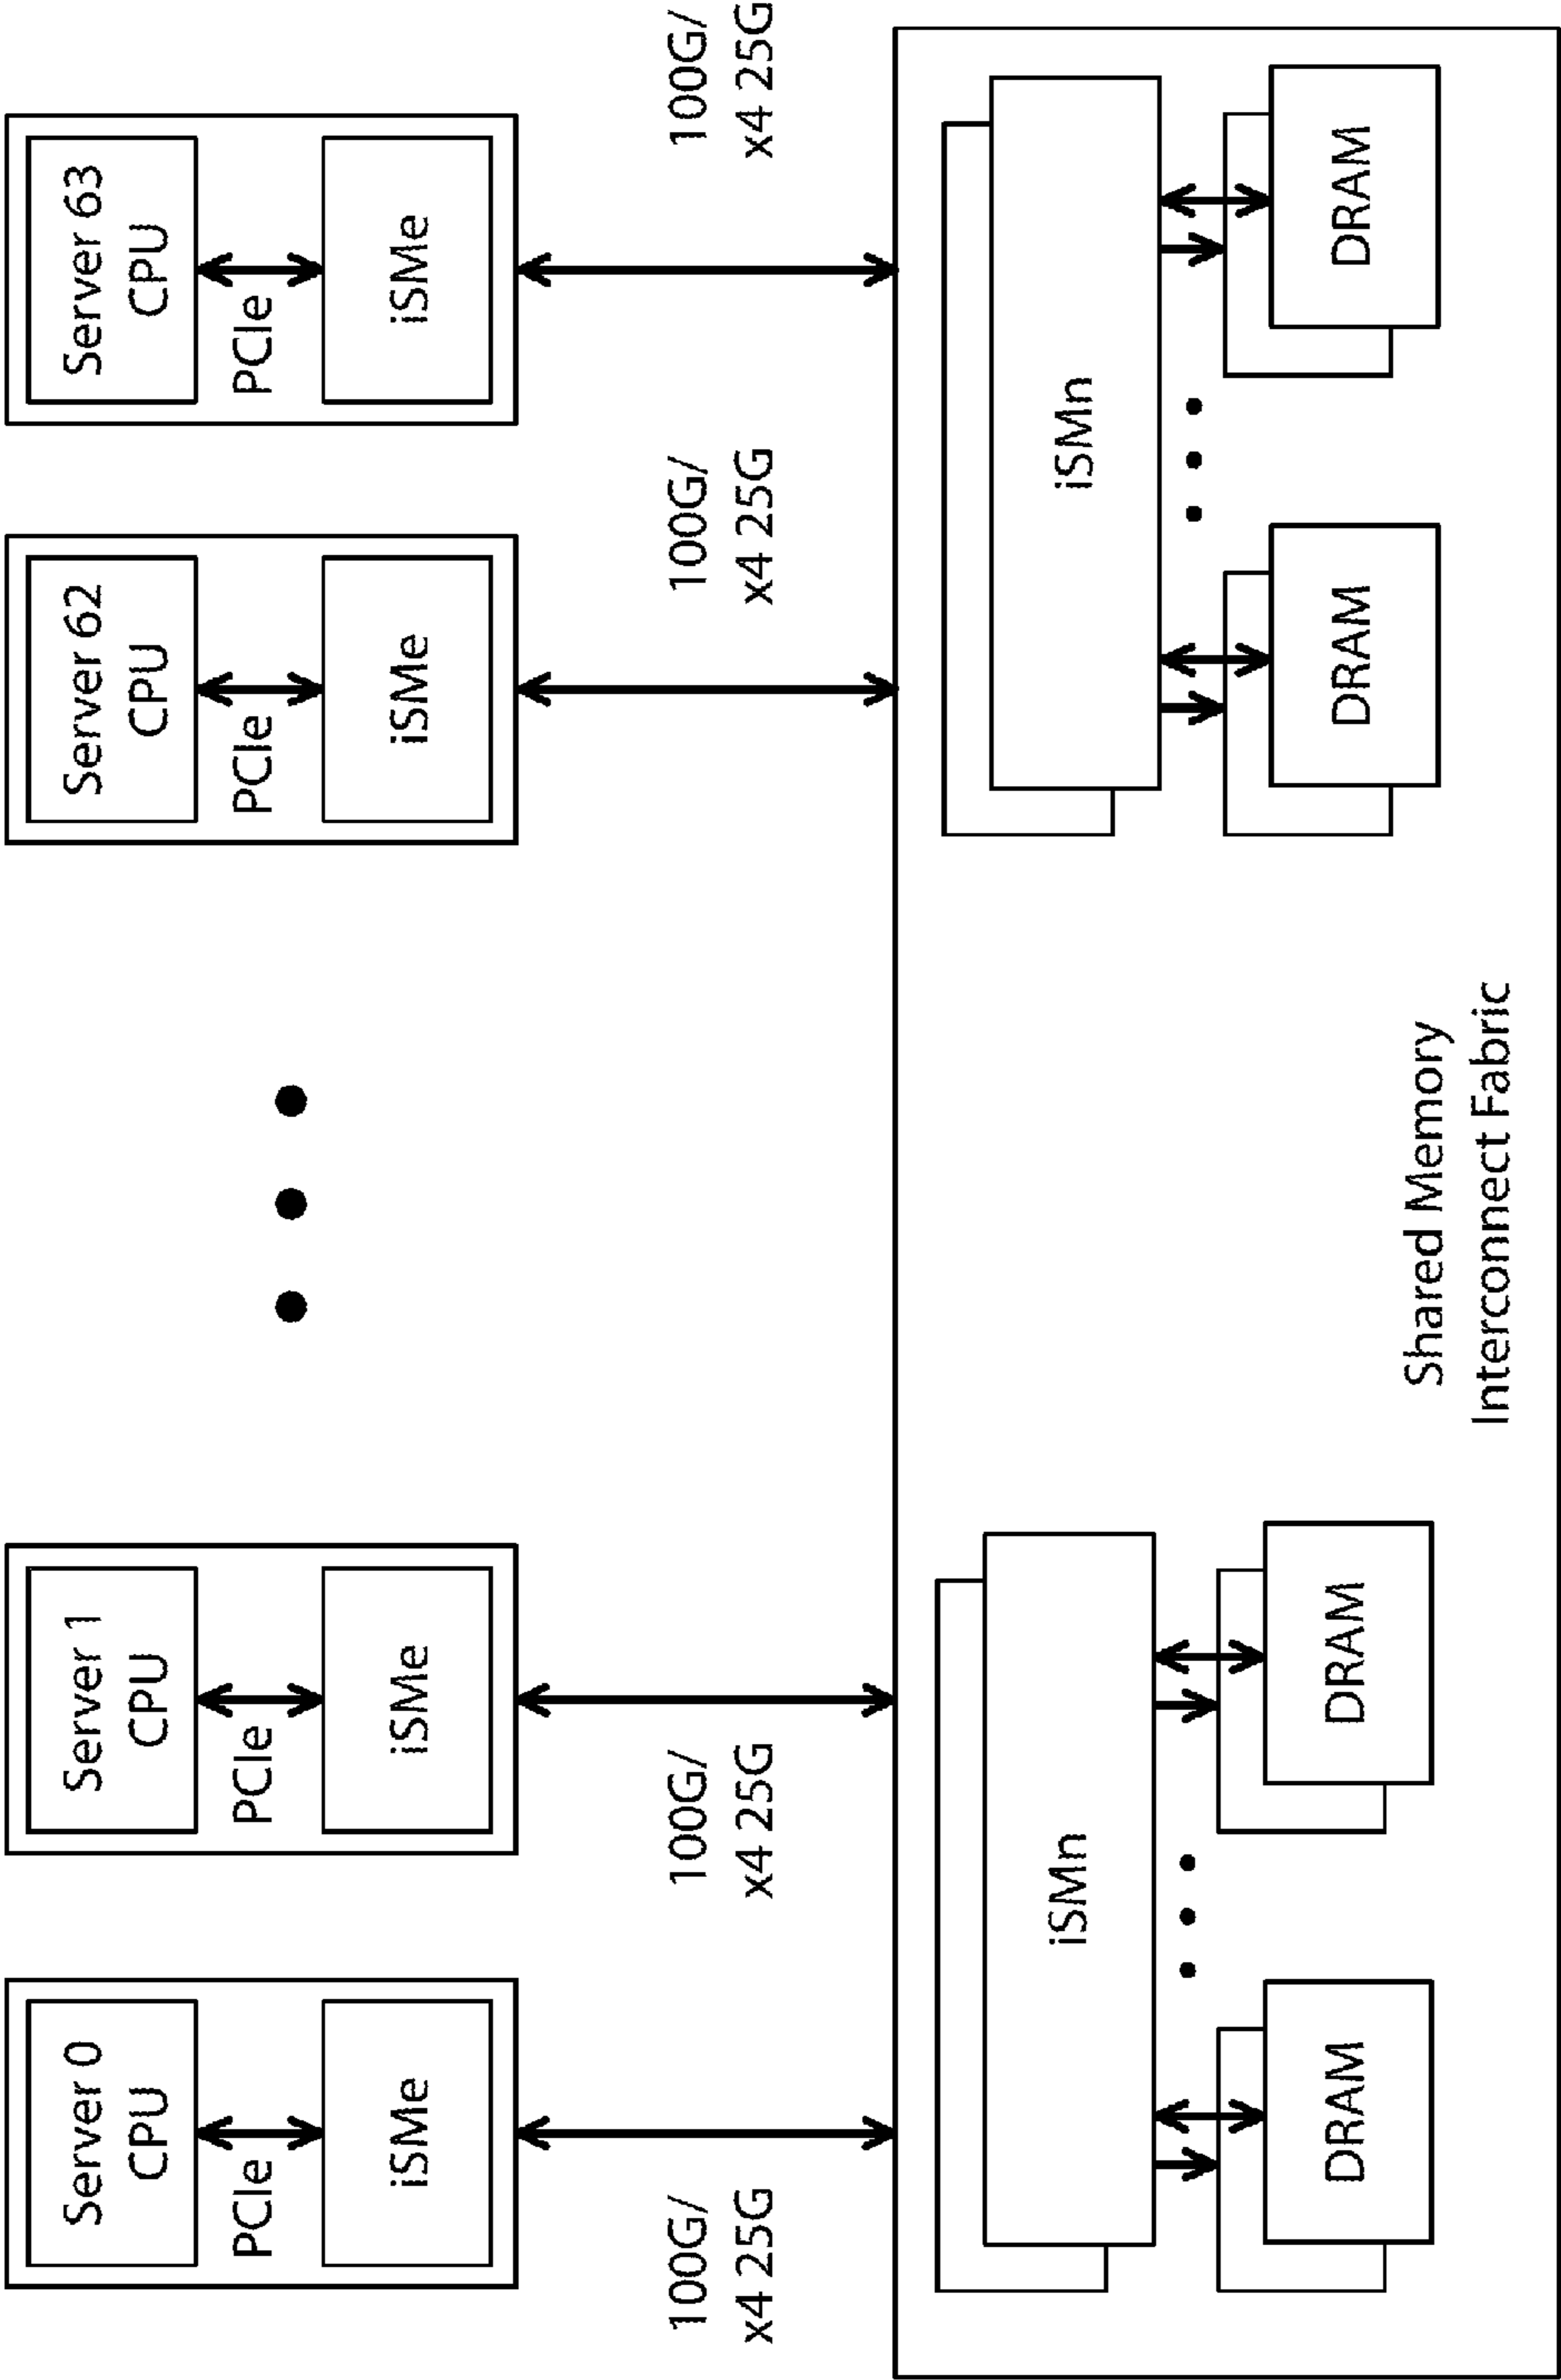 Server 0
CPU
PCIe
iSMe
Server 1
CPU
PCIe
iSMe
Server 62
CPU
PCIe
iSMe
Server 63
CPU
PCIe
iSMe
100G/
x4 25G
100G/
x4 25G
100G/
x4 25G
100G/
x4 25G
iSMn
DRAM
DRAM
iSMn
DRAM
DRAM
Shared Memory
Interconnect Fabric